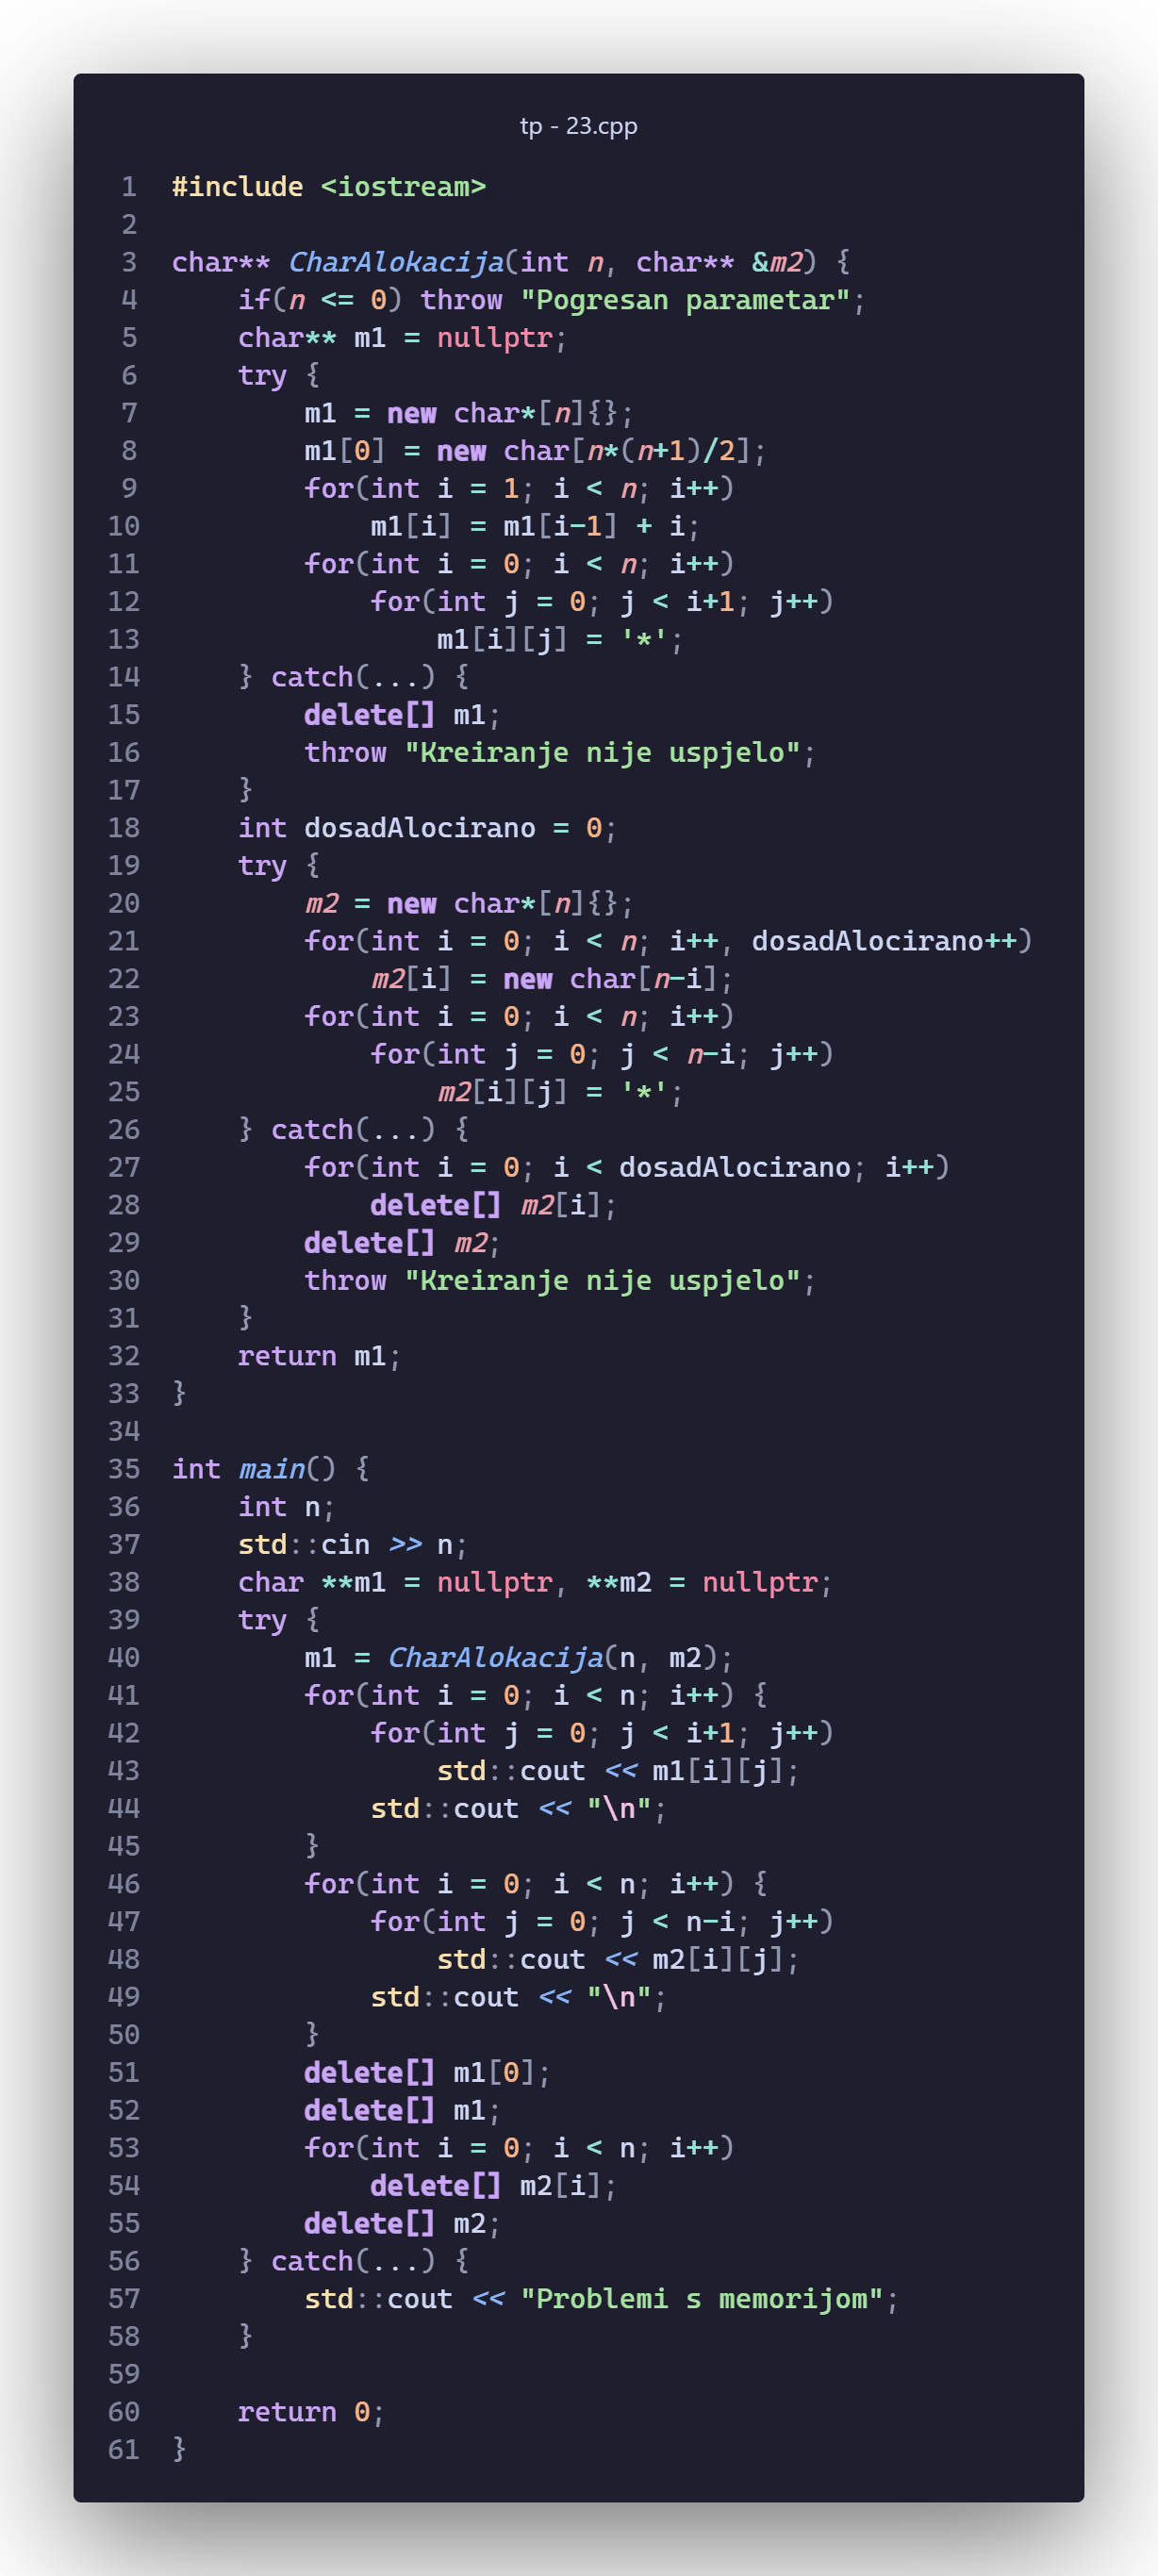 tp - 23.cpp
1 #include <iostream>
2
3 char** CharAlokacija(int n, char** &m2) {
4     if(n <= 0) throw "Pogresan parametar";
5     char** m1 = nullptr;
6     try {
7         m1 = new char*[n]{};
8         m1[0] = new char[n*(n+1)/2];
9         for(int i = 1; i < n; i++)
10             m1[i] = m1[i-1] + i;
11         for(int i = 0; i < n; i++)
12             for(int j = 0; j < i+1; j++)
13                 m1[i][j] = '*';
14     } catch(...) {
15         delete[] m1;
16         throw "Kreiranje nije uspjelo";
17     }
18     int dosadAlocirano = 0;
19     try {
20         m2 = new char*[n]{};
21         for(int i = 0; i < n; i++, dosadAlocirano++)
22             m2[i] = new char[n-i];
23         for(int i = 0; i < n; i++)
24             for(int j = 0; j < n-i; j++)
25                 m2[i][j] = '*';
26     } catch(...) {
27         for(int i = 0; i < dosadAlocirano; i++)
28             delete[] m2[i];
29         delete[] m2;
30         throw "Kreiranje nije uspjelo";
31     }
32     return m1;
33 }
34
35 int main() {
36     int n;
37     std::cin >> n;
38     char **m1 = nullptr, **m2 = nullptr;
39     try {
40         m1 = CharAlokacija(n, m2);
41         for(int i = 0; i < n; i++) {
42             for(int j = 0; j < i+1; j++)
43                 std::cout << m1[i][j];
44             std::cout << "\n";
45         }
46         for(int i = 0; i < n; i++) {
47             for(int j = 0; j < n-i; j++)
48                 std::cout << m2[i][j];
49             std::cout << "\n";
50         }
51         delete[] m1[0];
52         delete[] m1;
53         for(int i = 0; i < n; i++)
54             delete[] m2[i];
55         delete[] m2;
56     } catch(...) {
57         std::cout << "Problemi s memorijom";
58     }
59
60     return 0;
61 }